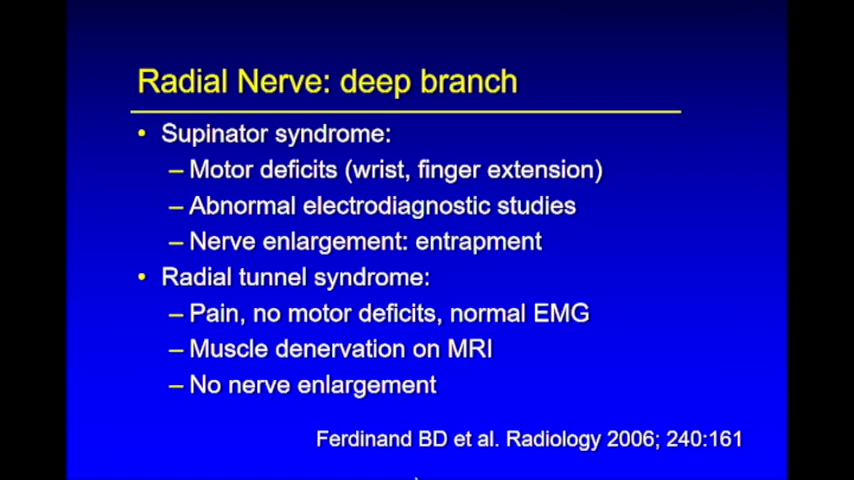 Radial Nerve: deep branch
• Supinator syndrome:
– Motor deficits (wrist, finger extension)
– Abnormal electrodiagnostic studies
– Nerve enlargement: entrapment
• Radial tunnel syndrome:
– Pain, no motor deficits, normal EMG
– Muscle denervation on MRI
– No nerve enlargement
Ferdinand BD et al. Radiology 2006; 240:161